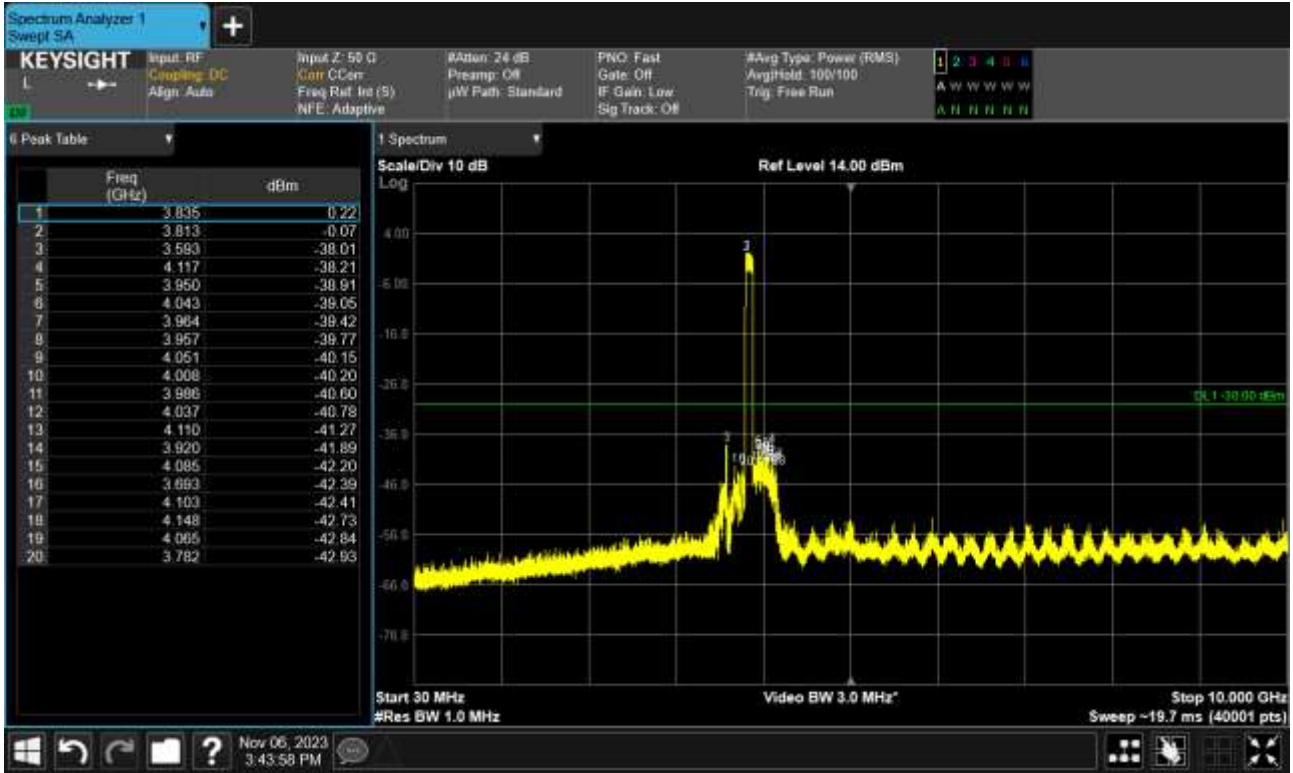 Spectrum Analyzer 1
Swept SA
KEYSIGHT
L
Input: RF
Coupling: DC
Align: Auto
Input Z: 50 Ω
Corr CCorr
Freq Ref: Int (S)
NFE: Adaptive
#Atten: 24 dB
Preamp: Off
µW Path: Standard
PNO: Fast
Gate: Off
IF Gain: Low
Sig Track: Off
#Avg Type: Power (RMS)
Avg|Hold: 100/100
Trig: Free Run
1 2 3 4 5 6
A W W W W W
A N N N N N
6 Peak Table
Freq (GHz) dBm
1 3.835 0.22
2 3.813 -0.07
3 3.593 -38.01
4 4.117 -38.21
5 3.950 -38.91
6 4.043 -39.05
7 3.964 -39.42
8 3.957 -39.77
9 4.051 -40.15
10 4.008 -40.20
11 3.986 -40.60
12 4.037 -40.78
13 4.110 -41.27
14 3.920 -41.89
15 4.085 -42.20
16 3.693 -42.39
17 4.103 -42.41
18 4.148 -42.73
19 4.065 -42.84
20 3.782 -42.93
1 Spectrum
Scale/Div 10 dB
Ref Level 14.00 dBm
Log
4.00
-6.00
-16.0
-26.0
-36.0
-46.0
-56.0
-66.0
-76.0
DL1 -30.00 dBm
3
Start 30 MHz
Video BW 3.0 MHz*
Stop 10.000 GHz
#Res BW 1.0 MHz
Sweep ~19.7 ms (40001 pts)
?
Nov 06, 2023
3:43:58 PM